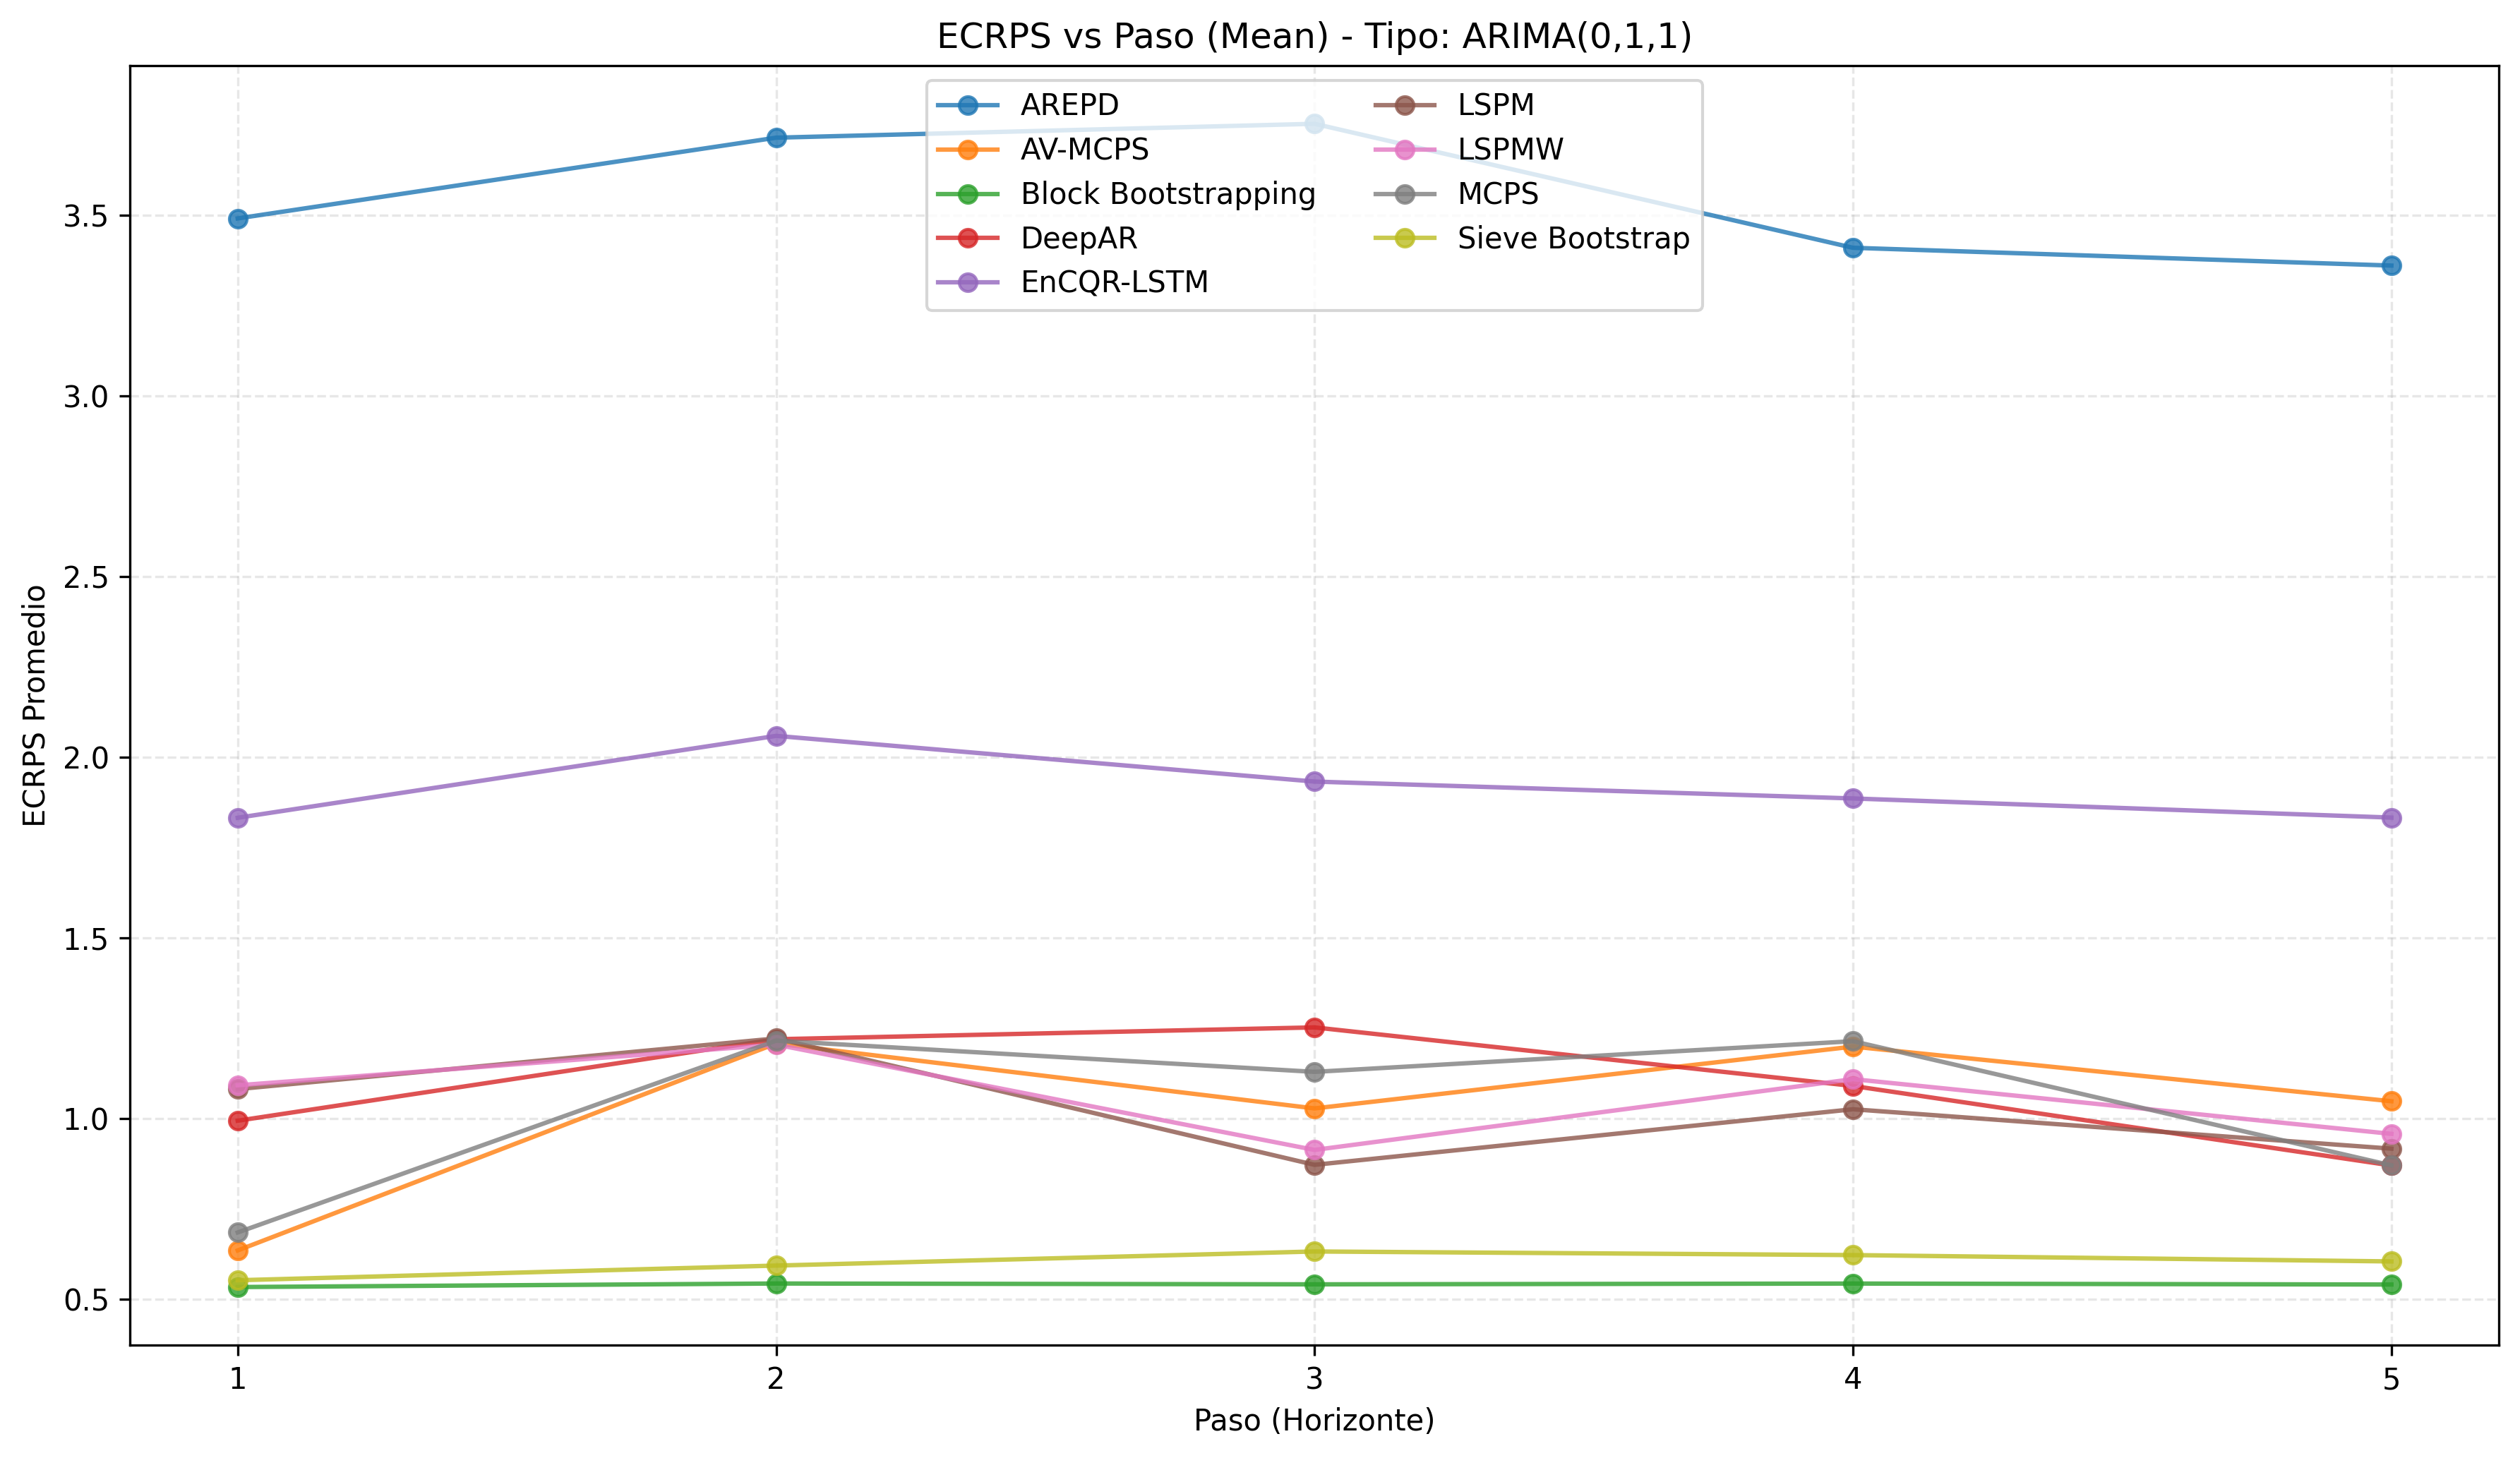 ECRPS vs Paso (Mean) - Tipo: ARIMA(0,1,1)
AREPD
AV-MCPS
Block Bootstrapping
DeepAR
EnCQR-LSTM
LSPM
LSPMW
MCPS
Sieve Bootstrap
ECRPS Promedio
3.5
3.0
2.5
2.0
1.5
1.0
0.5
1 2 3 4 5
Paso (Horizonte)